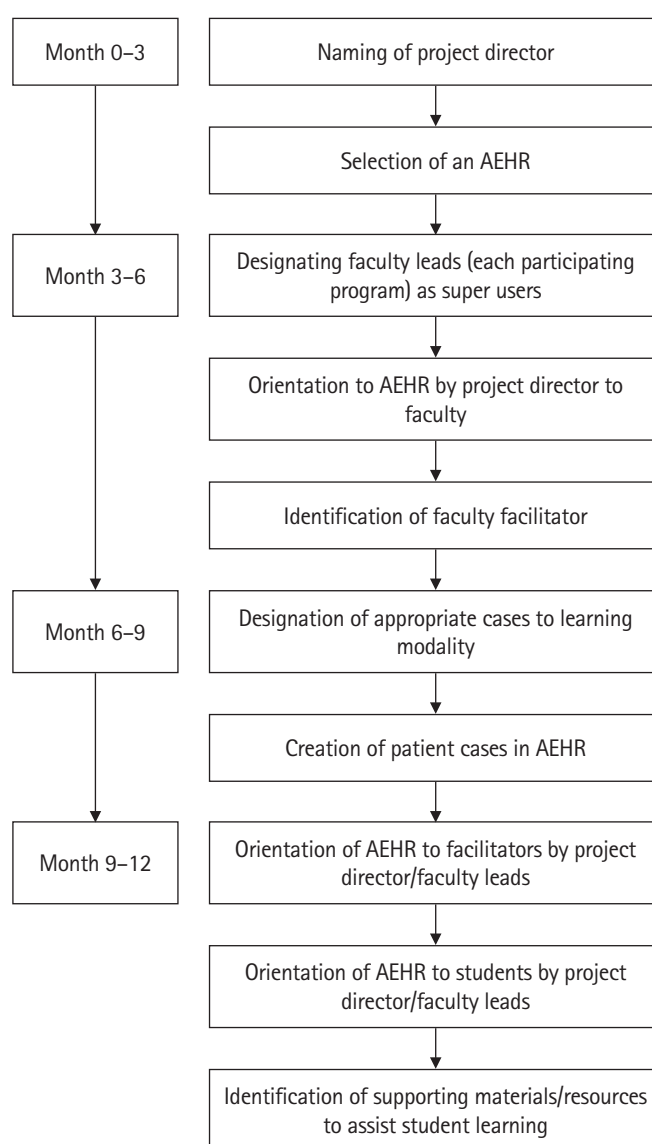 Month 0–3
Naming of project director
Selection of an AEHR
Month 3–6
Designating faculty leads (each participating
program) as super users
Orientation to AEHR by project director to
faculty
Identification of faculty facilitator
Month 6–9
Designation of appropriate cases to learning
modality
Creation of patient cases in AEHR
Month 9–12
Orientation of AEHR to facilitators by project
director/faculty leads
Orientation of AEHR to students by project
director/faculty leads
Identification of supporting materials/resources
to assist student learning